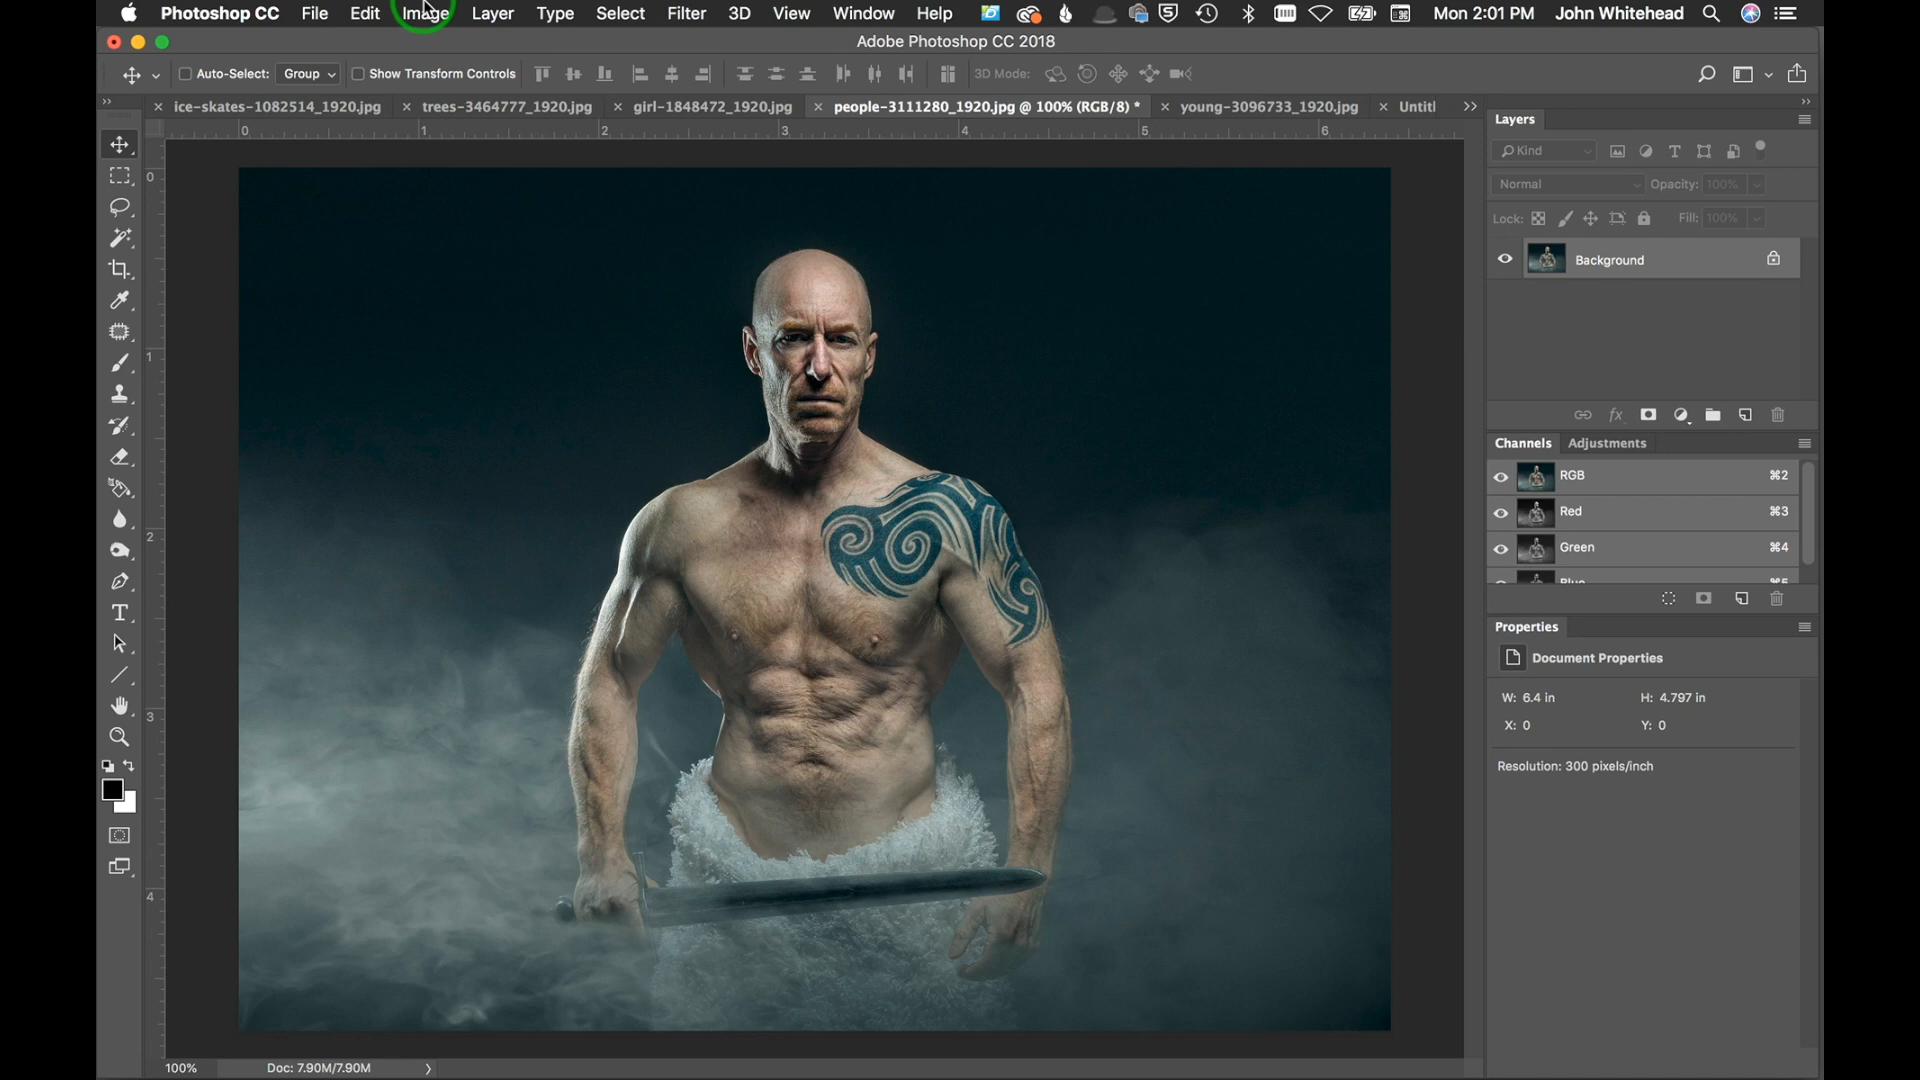 Photoshop CC File Edit Image Layer Type Select Filter 3D View Window Help Mon 2:01 PM John Whitehead
Adobe Photoshop CC 2018
Auto-Select: Group Show Transform Controls 3D Mode:
ice-skates-1082514_1920.jpg trees-3464777_1920.jpg girl-1848472_1920.jpg people-3111280_1920.jpg @ 100% (RGB/8) * young-3096733_1920.jpg Untitl
0 1 2 3 4 5 6
0
1
2
3
4
Layers
Kind
Normal Opacity: 100%
Lock: Fill: 100%
Background
fx
Channels Adjustments
RGB ⌘2
Red ⌘3
Green ⌘4
Blue ⌘5
Properties
Document Properties
W: 6.4 in H: 4.797 in
X: 0 Y: 0
Resolution: 300 pixels/inch
100% Doc: 7.90M/7.90M